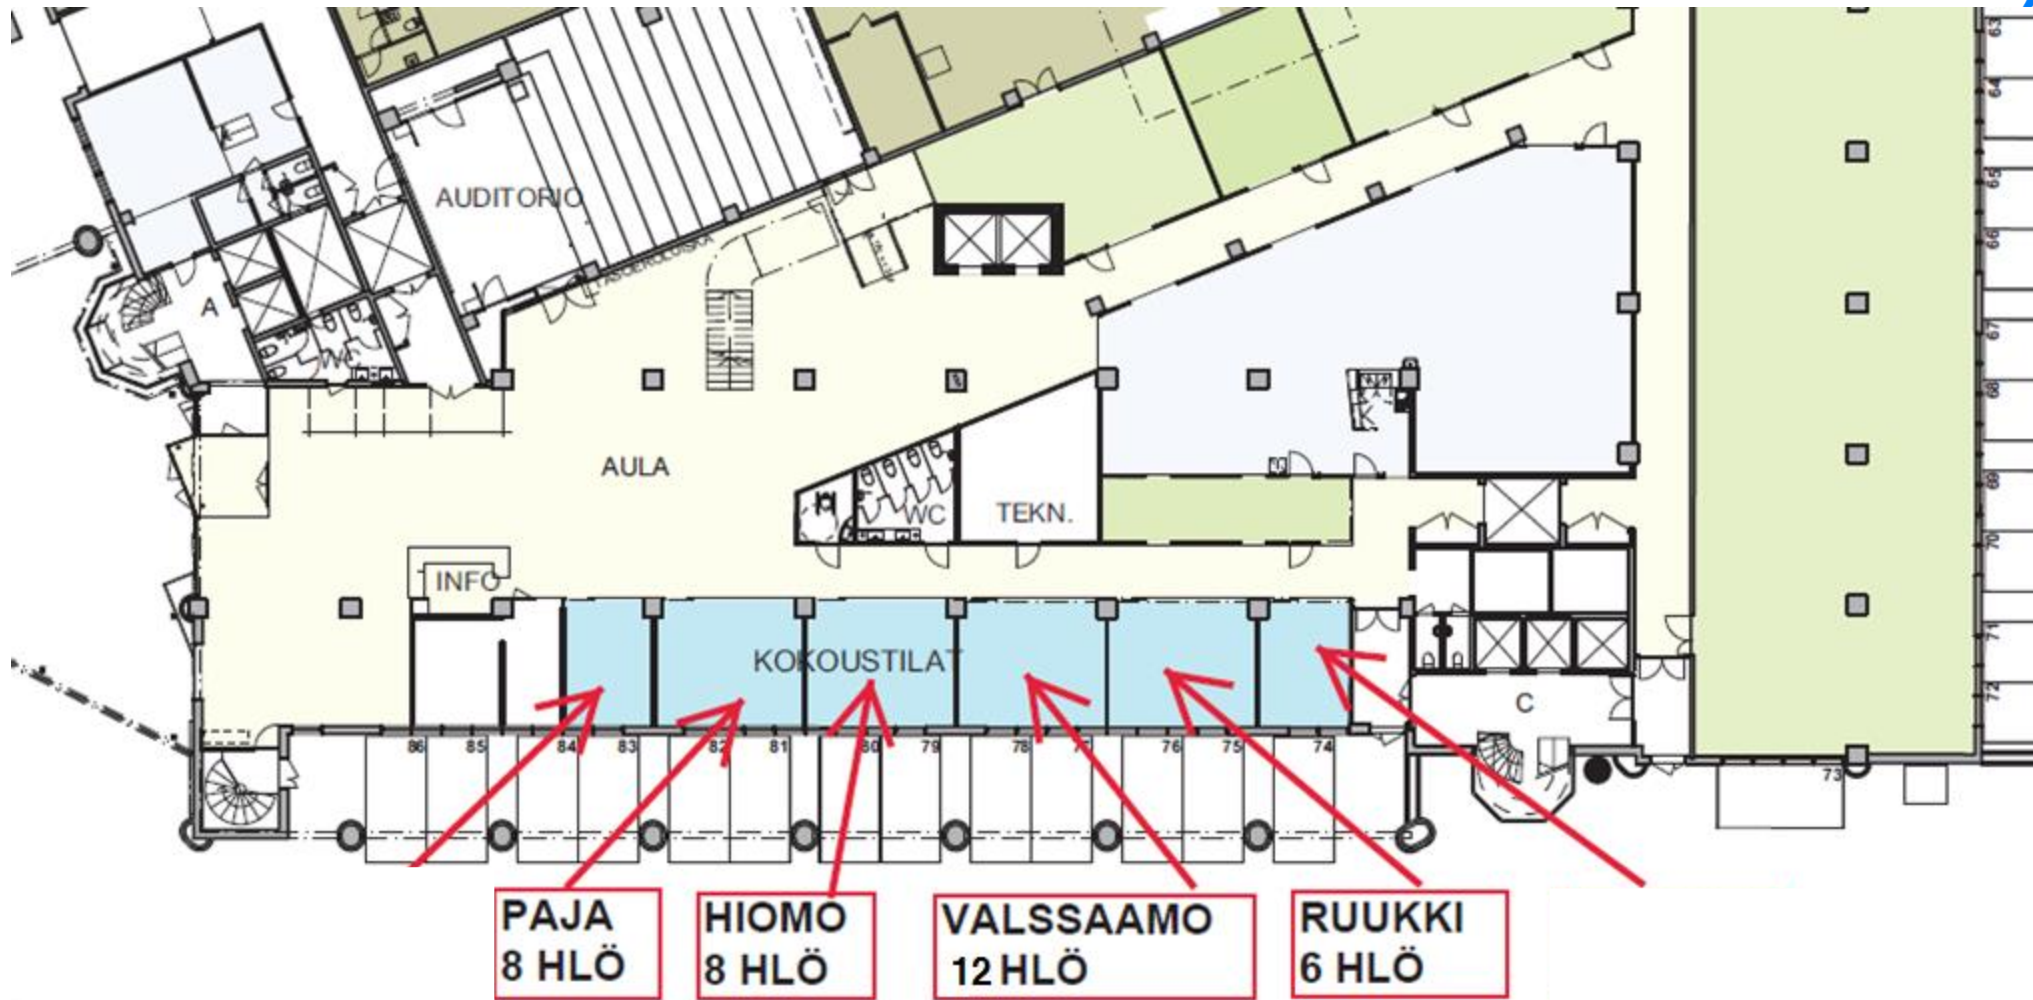 63
64
65
66
67
68
69
70
71
72
AUDITORIO
A
WC
AULA
K
WC
TEKN.
INFO
KOKOUSTILAT
C
86
85
84
83
82
81
80
79
78
77
76
75
74
73
PAJA
8 HLÖ
HIOMO
8 HLÖ
VALSSAAMO
12 HLÖ
RUUKKI
6 HLÖ